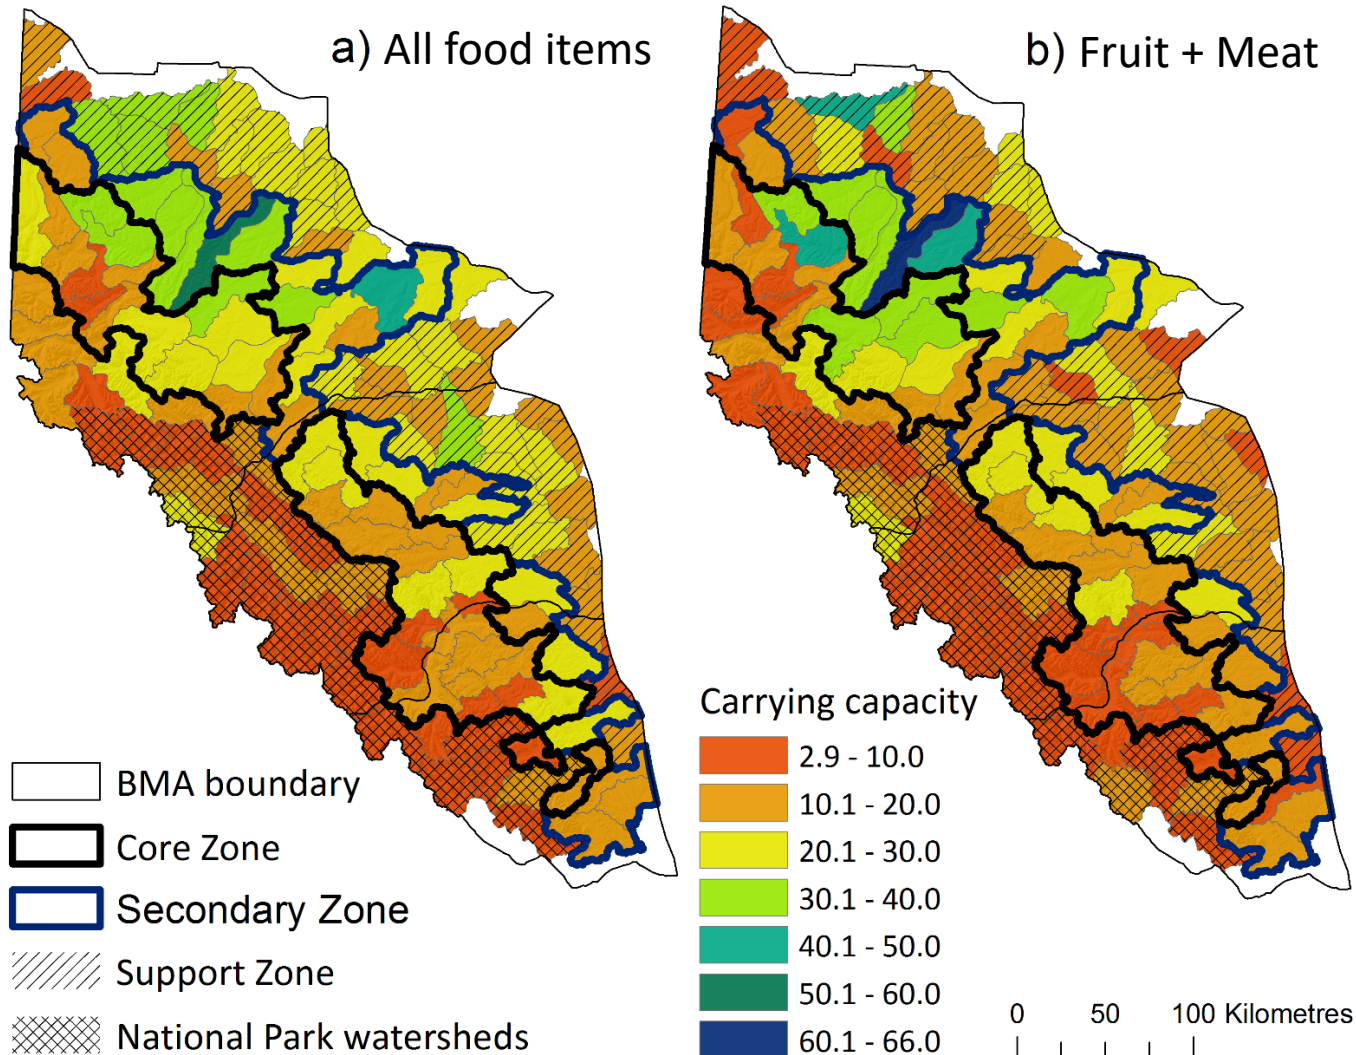 a) All food items
b) Fruit + Meat
BMA boundary
Core Zone
Secondary Zone
Support Zone
National Park watersheds
Carrying capacity
2.9 - 10.0
10.1 - 20.0
20.1 - 30.0
30.1 - 40.0
40.1 - 50.0
50.1 - 60.0
60.1 - 66.0
0 50 100 Kilometres